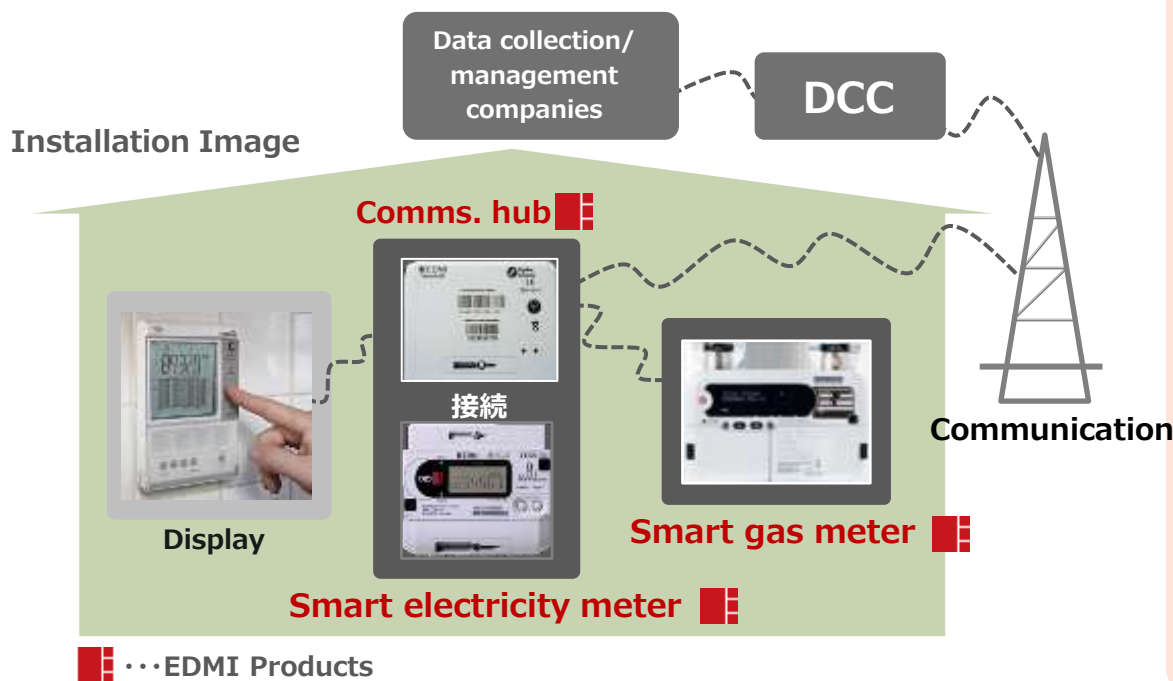 Data collection/
management
companies
DCC
Installation Image
Comms. hub
EDMI
接続
Display
Communication
Smart gas meter
Smart electricity meter
･･･EDMI Products